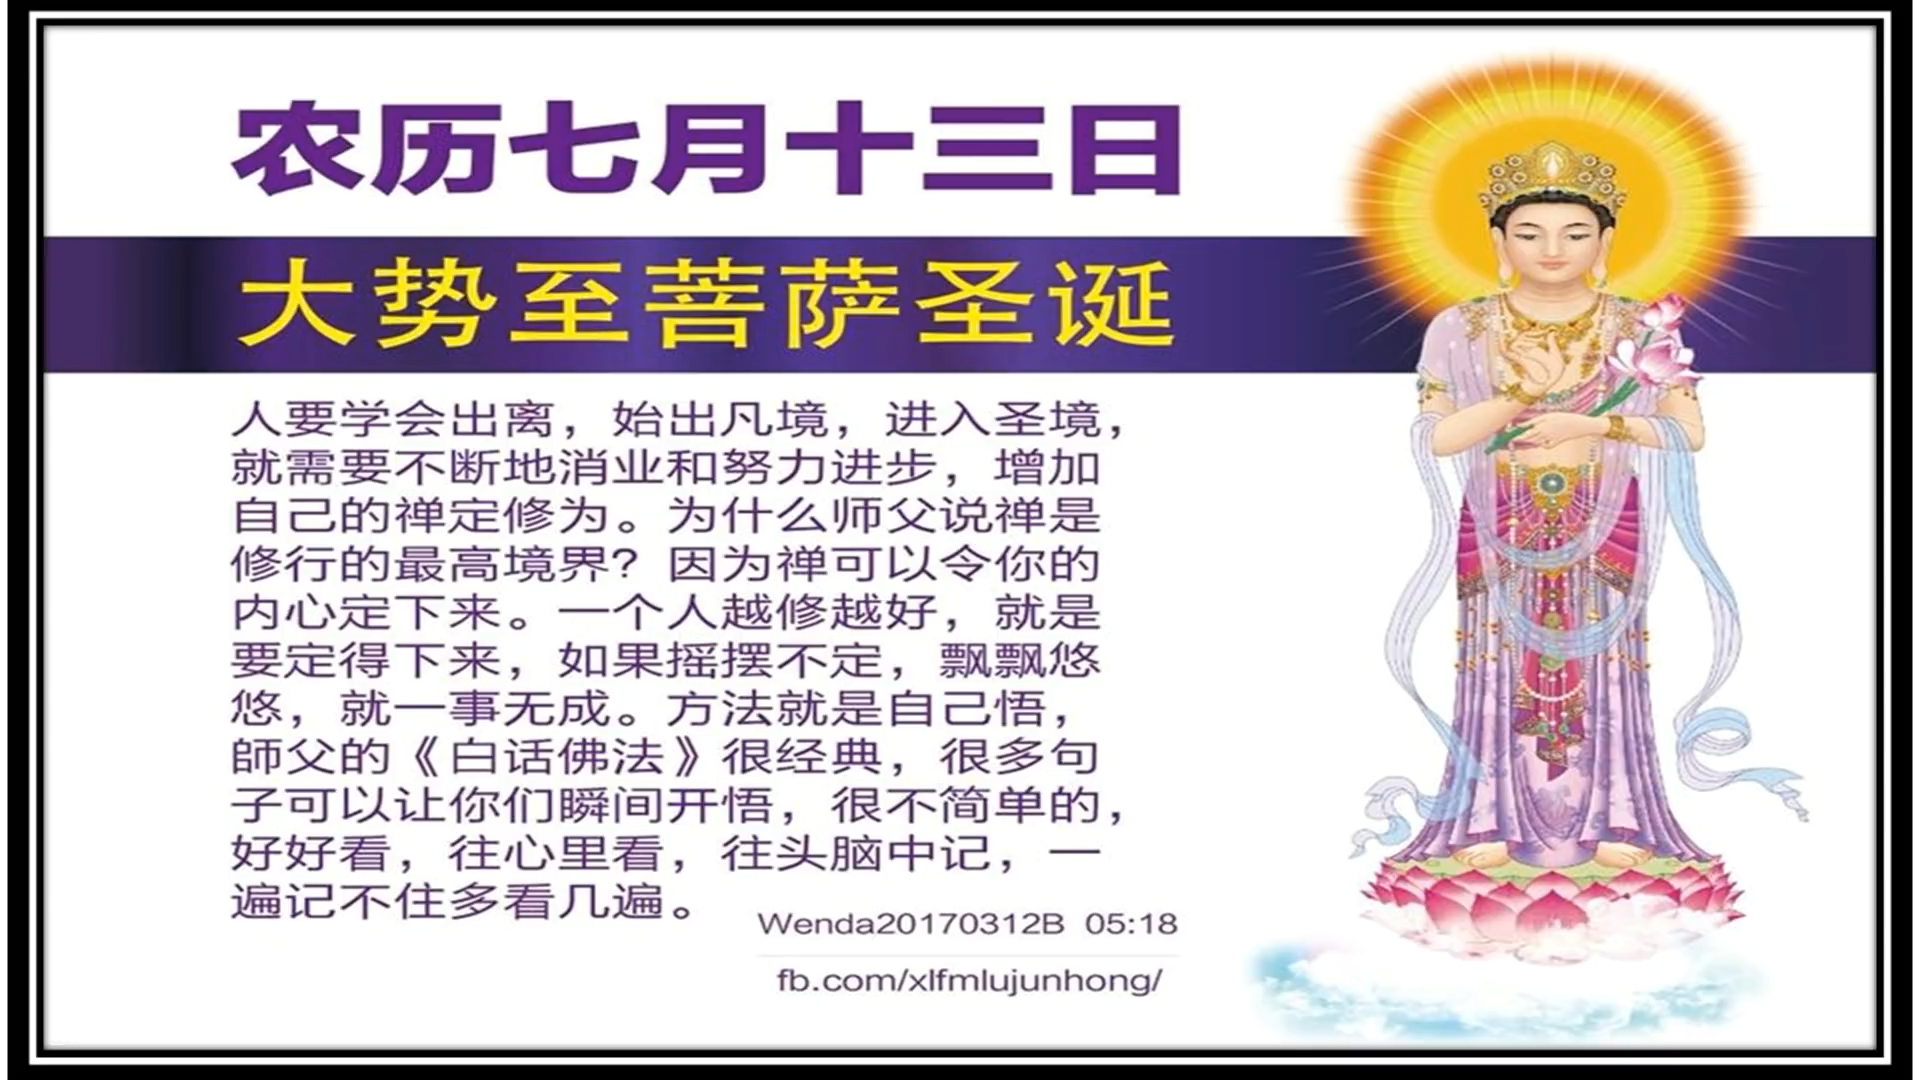 农历七月十三日
大势至菩萨圣诞
人要学会出离，始出凡境，进入圣境，
就需要不断地消业和努力进步，增加
自己的禅定修为。为什么师父说禅是
修行的最高境界？因为禅可以令你的
内心定下来。一个人越修越好，就是
要定得下来，如果摇摆不定，飘飘悠
悠，就一事无成。方法就是自己悟，
師父的《白话佛法》很经典，很多句
子可以让你们瞬间开悟，很不简单的，
好好看，往心里看，往头脑中记，一
遍记不住多看几遍。
Wenda20170312B 05:18
fb.com/xlfmlujunhong/